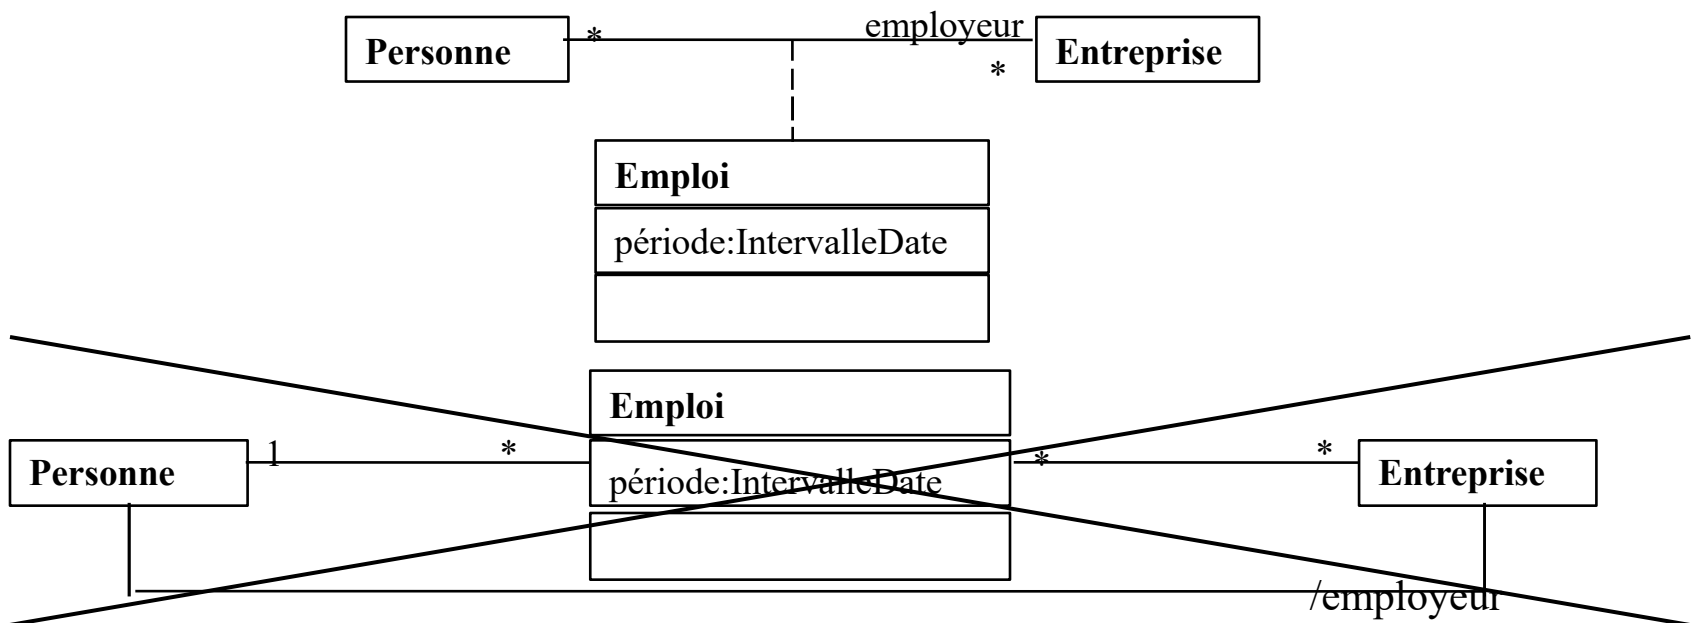 Personne * employeur Entreprise
*
Emploi
période:IntervalleDate
Emploi
Personne 1 * * * Entreprise
période:IntervalleDate
/employeur